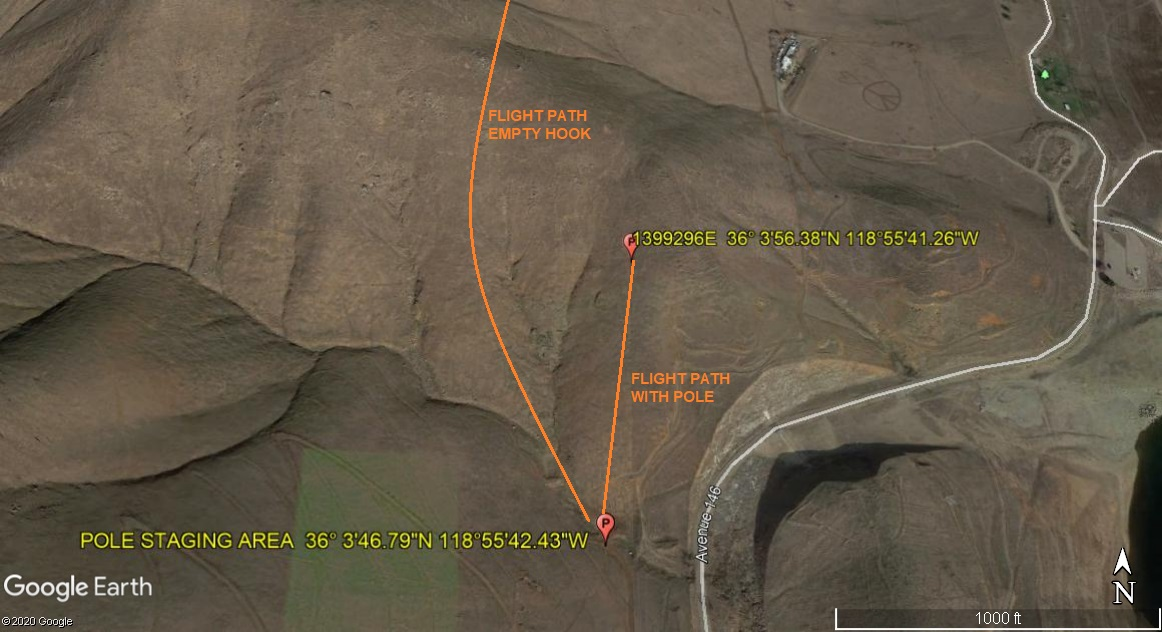 FLIGHT PATH
EMPTY HOOK
P
1399296E  36° 3'56.38"N 118°55'41.26"W
FLIGHT PATH
WITH POLE
Avenue 146
P
POLE STAGING AREA  36° 3'46.79"N 118°55'42.43"W
Google Earth
©2020 Google
N
1000 ft